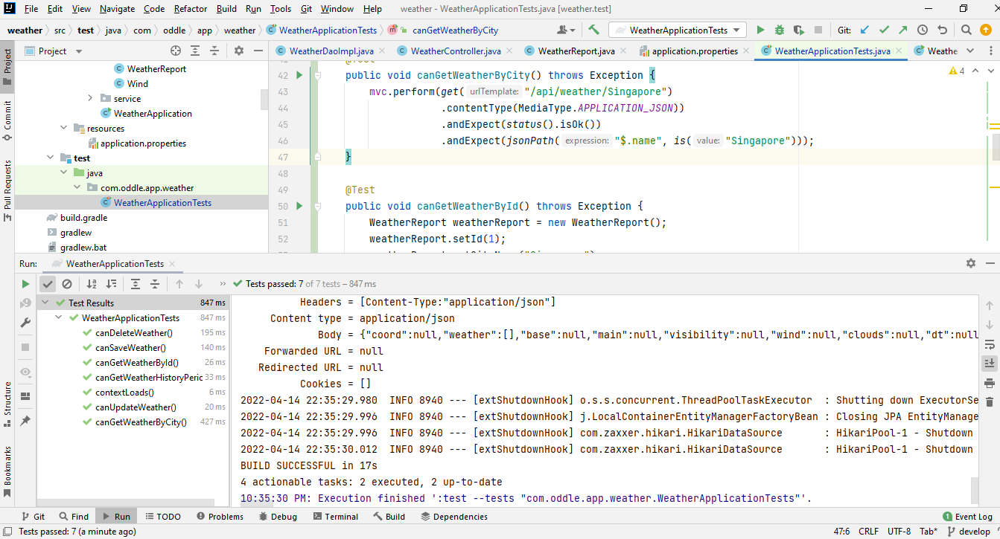 File Edit View Navigate Code Refactor Build Run Tools Git Window Help weather - WeatherApplicationTests.java [weather.test]
weather src test java com oddle app weather WeatherApplicationTests m canGetWeatherByCity WeatherApplicationTests Git:
Project WeatherDaoImpl.java WeatherController.java WeatherReport.java application.properties WeatherApplicationTests.java Weathe
WeatherReport
Wind
service
WeatherApplication
resources
application.properties
test
java
com.oddle.app.weather
WeatherApplicationTests
build.gradle
gradlew
gradlew.bat
Project
Commit
Pull Requests
Structure
Bookmarks
4
42 public void canGetWeatherByCity() throws Exception {
43 mvc.perform(get( urlTemplate: "/api/weather/Singapore")
44 .contentType(MediaType.APPLICATION_JSON))
45 .andExpect(status().isOk())
46 .andExpect(jsonPath( expression: "$.name", is( value: "Singapore")));
47 }
48
49 @Test
50 public void canGetWeatherById() throws Exception {
51 WeatherReport weatherReport = new WeatherReport();
52 weatherReport.setId(1);
Run: WeatherApplicationTests
Tests passed: 7 of 7 tests – 847 ms
Test Results 847 ms
WeatherApplicationTests 847 ms
canDeleteWeather() 195 ms
canSaveWeather() 140 ms
canGetWeatherById() 26 ms
canGetWeatherHistoryPeric 33 ms
contextLoads() 6 ms
canUpdateWeather() 20 ms
canGetWeatherByCity() 427 ms
Headers = [Content-Type:"application/json"]
Content type = application/json
Body = {"coord":null,"weather":[],"base":null,"main":null,"visibility":null,"wind":null,"clouds":null,"dt":null
Forwarded URL = null
Redirected URL = null
Cookies = []
2022-04-14 22:35:29.980 INFO 8940 --- [extShutdownHook] o.s.s.concurrent.ThreadPoolTaskExecutor : Shutting down ExecutorSe
2022-04-14 22:35:29.996 INFO 8940 --- [extShutdownHook] j.LocalContainerEntityManagerFactoryBean : Closing JPA EntityManage
2022-04-14 22:35:29.996 INFO 8940 --- [extShutdownHook] com.zaxxer.hikari.HikariDataSource : HikariPool-1 - Shutdown
2022-04-14 22:35:30.012 INFO 8940 --- [extShutdownHook] com.zaxxer.hikari.HikariDataSource : HikariPool-1 - Shutdown
BUILD SUCCESSFUL in 17s
4 actionable tasks: 2 executed, 2 up-to-date
10:35:30 PM: Execution finished ':test --tests "com.oddle.app.weather.WeatherApplicationTests"'.
Git Find Run TODO Problems Debug Terminal Build Dependencies 1 Event Log
Tests passed: 7 (a minute ago) 47:6 CRLF UTF-8 Tab* develop